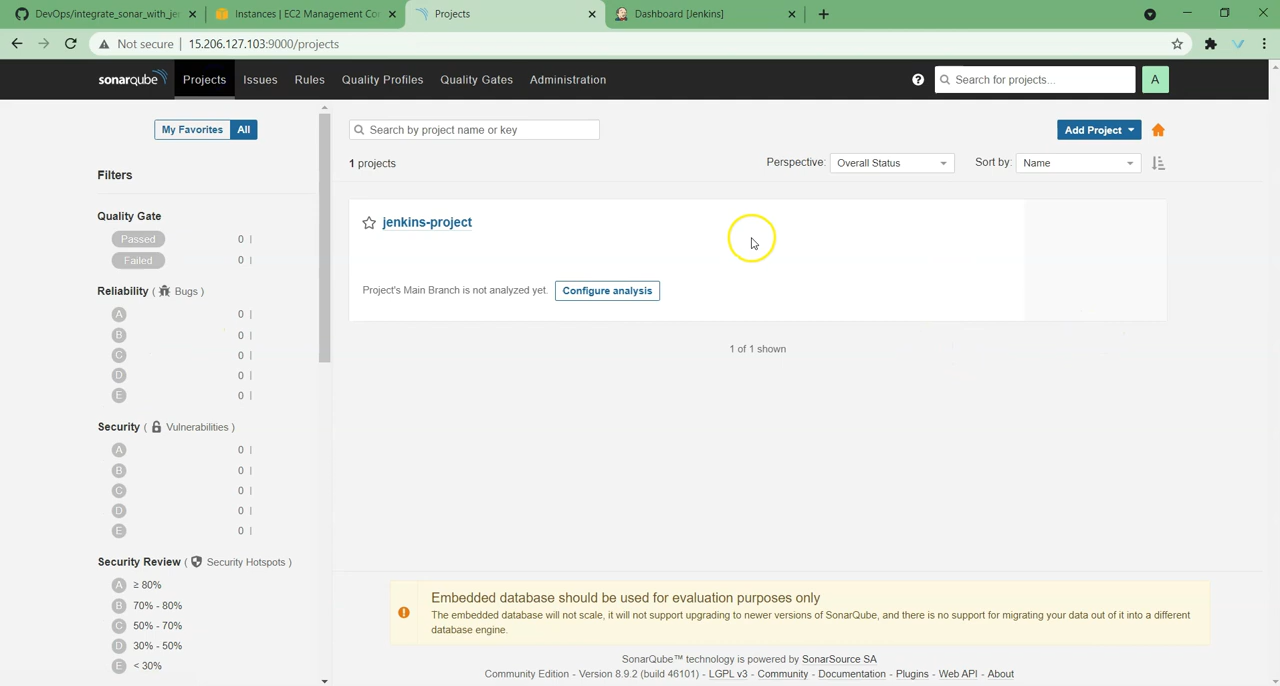 DevOps/integrate_sonar_with_je
Instances | EC2 Management Co
Projects
Dashboard [Jenkins]
Not secure
15.206.127.103:9000/projects
sonarqube
Projects
Issues
Rules
Quality Profiles
Quality Gates
Administration
?
Search for projects...
A
My Favorites
All
Search by project name or key
Add Project
1 projects
Perspective:
Overall Status
Sort by:
Name
Filters
Quality Gate
Passed 0
Failed 0
Reliability ( Bugs )
A 0
B 0
C 0
D 0
E 0
Security ( Vulnerabilities )
A 0
B 0
C 0
D 0
E 0
Security Review ( Security Hotspots )
A ≥ 80%
B 70% - 80%
C 50% - 70%
D 30% - 50%
E < 30%
jenkins-project
Project's Main Branch is not analyzed yet.
Configure analysis
1 of 1 shown
Embedded database should be used for evaluation purposes only
The embedded database will not scale, it will not support upgrading to newer versions of SonarQube, and there is no support for migrating your data out of it into a different
database engine.
SonarQube™ technology is powered by SonarSource SA
Community Edition - Version 8.9.2 (build 46101) - LGPL v3 - Community - Documentation - Plugins - Web API - About